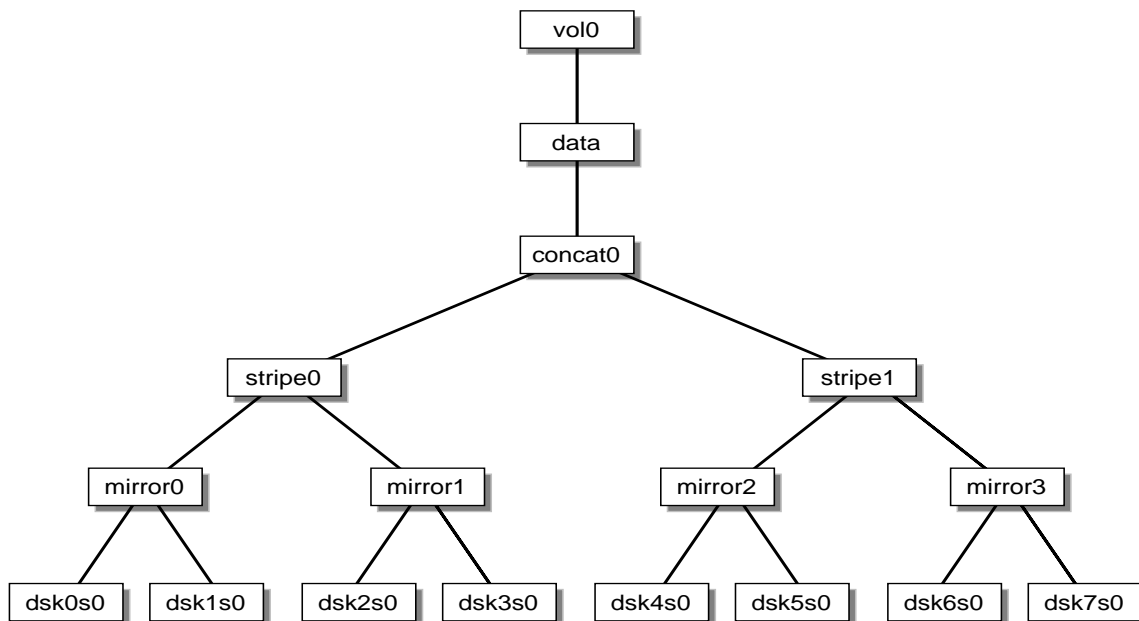 vol0
data
concat0
stripe0 stripe1
mirror0 mirror1 mirror2 mirror3
dsk0s0 dsk1s0 dsk2s0 dsk3s0 dsk4s0 dsk5s0 dsk6s0 dsk7s0